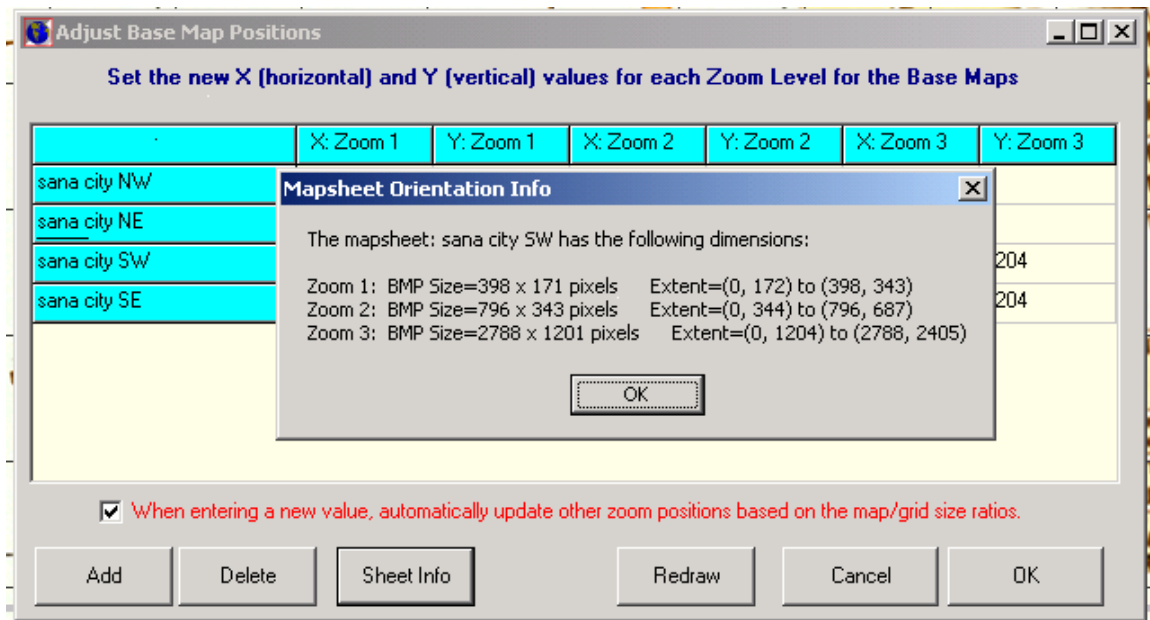 Adjust Base Map Positions
Set the new X (horizontal) and Y (vertical) values for each Zoom Level for the Base Maps
X: Zoom 1 Y: Zoom 1 X: Zoom 2 Y: Zoom 2 X: Zoom 3 Y: Zoom 3
sana city NW
sana city NE
sana city SW 204
sana city SE 204
Mapsheet Orientation Info
The mapsheet: sana city SW has the following dimensions:
Zoom 1: BMP Size=398 x 171 pixels Extent=(0, 172) to (398, 343)
Zoom 2: BMP Size=796 x 343 pixels Extent=(0, 344) to (796, 687)
Zoom 3: BMP Size=2788 x 1201 pixels Extent=(0, 1204) to (2788, 2405)
OK
When entering a new value, automatically update other zoom positions based on the map/grid size ratios.
Add Delete Sheet Info Redraw Cancel OK